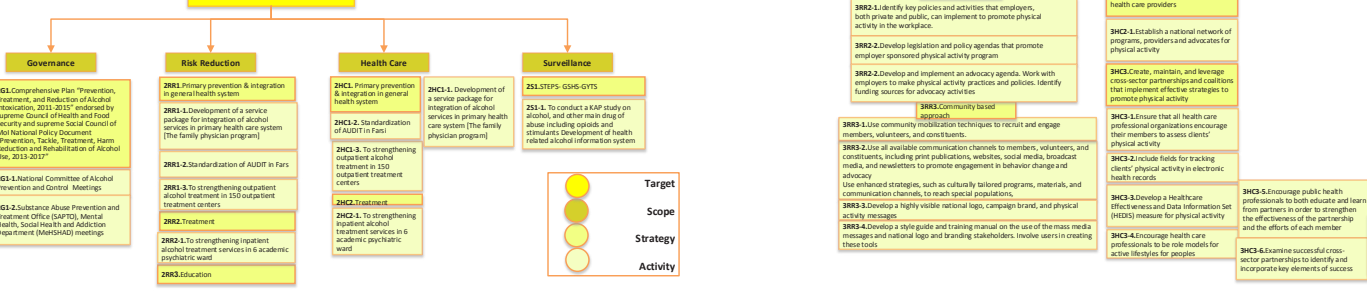 Governance
G1.Comprehensive Plan "Prevention,
reatment, and Reduction of Alcohol
ntoxication, 2011-2015" endorsed by
upreme Council of Health and Food
ecurity and supreme Social Council of
MoI National Policy Document
Prevention, Tackle, Treatment, Harm
eduction and Rehabilitation of Alcohol
se, 2013-2017"
G1-1.National Committee of Alcohol
revention and Control Meetings
G1-2.Substance Abuse Prevention and
reatment Office (SAPTO), Mental
ealth, Social Health and Addiction
epartment (MeHSHAD) meetings
Risk Reduction
2RR1.Primary prevention & integration
in general health system
2RR1-1.Development of a service
package for integration of alcohol
services in primary health care system
[The family physician program]
2RR1-2.Standardization of AUDIT in Fars
2RR1-3.To strengthening outpatient
alcohol treatment in 150 outpatient
treatment centers
2RR2.Treatment
2RR2-1.To strengthening inpatient
alcohol treatment services in 6 academic
psychiatric ward
2RR3.Education
Health Care
2HC1. Primary prevention
& integration in general
health system
2HC1-2. Standardization
of AUDIT in Farsi
2HC1-3. To strengthening
outpatient alcohol
treatment in 150
outpatient treatment
centers
2HC2.Treatment
2HC2-1. To strengthening
inpatient alcohol
treatment services in 6
academic psychiatric
ward
2HC1-1. Development of
a service package for
integration of alcohol
services in primary health
care system [The family
physician program]
Surveillance
2S1.STEPS- GSHS-GYTS
2S1-1. To conduct a KAP study on
alcohol, and other main drug of
abuse including opioids and
stimulants Development of health
related alcohol information system
Target
Scope
Strategy
Activity
3RR2-1.Identify key policies and activities that employers,
both private and public, can implement to promote physical
activity in the workplace.
3RR2-2.Develop legislation and policy agendas that promote
employer sponsored physical activity program
3RR2-2.Develop and implement an advocacy agenda. Work with
employers to make physical activity practices and policies. Identify
funding sources for advocacy activities
3RR3.Community based
approach
3RR3-1.Use community mobilization techniques to recruit and engage
members, volunteers, and constituents.
3RR3-2.Use all available communication channels to members, volunteers, and
constituents, including print publications, websites, social media, broadcast
media, and newsletters to promote engagement in behavior change and
advocacy
Use enhanced strategies, such as culturally tailored programs, materials, and
communication channels, to reach special populations,
3RR3-3.Develop a highly visible national logo, campaign brand, and physical
activity messages
3RR3-4.Develop a style guide and training manual on the use of the mass media
messages and national logo and branding stakeholders. Involve users in creating
these tools
health care providers
3HC2-1.Establish a national network of
programs, providers and advocates for
physical activity
3HC3.Create, maintain, and leverage
cross-sector partnerships and coalitions
that implement effective strategies to
promote physical activity
3HC3-1.Ensure that all health care
professional organizations encourage
their members to assess clients'
physical activity
3HC3-2.Include fields for tracking
clients' physical activity in electronic
health records
3HC3-3.Develop a Healthcare
Effectiveness and Data Information Set
(HEDIS) measure for physical activity
3HC3-4.Encourage health care
professionals to be role models for
active lifestyles for peoples
3HC3-5.Encourage public health
professionals to both educate and learn
from partners in order to strengthen
the effectiveness of the partnership
and the efforts of each member
3HC3-6.Examine successful cross-
sector partnerships to identify and
incorporate key elements of success